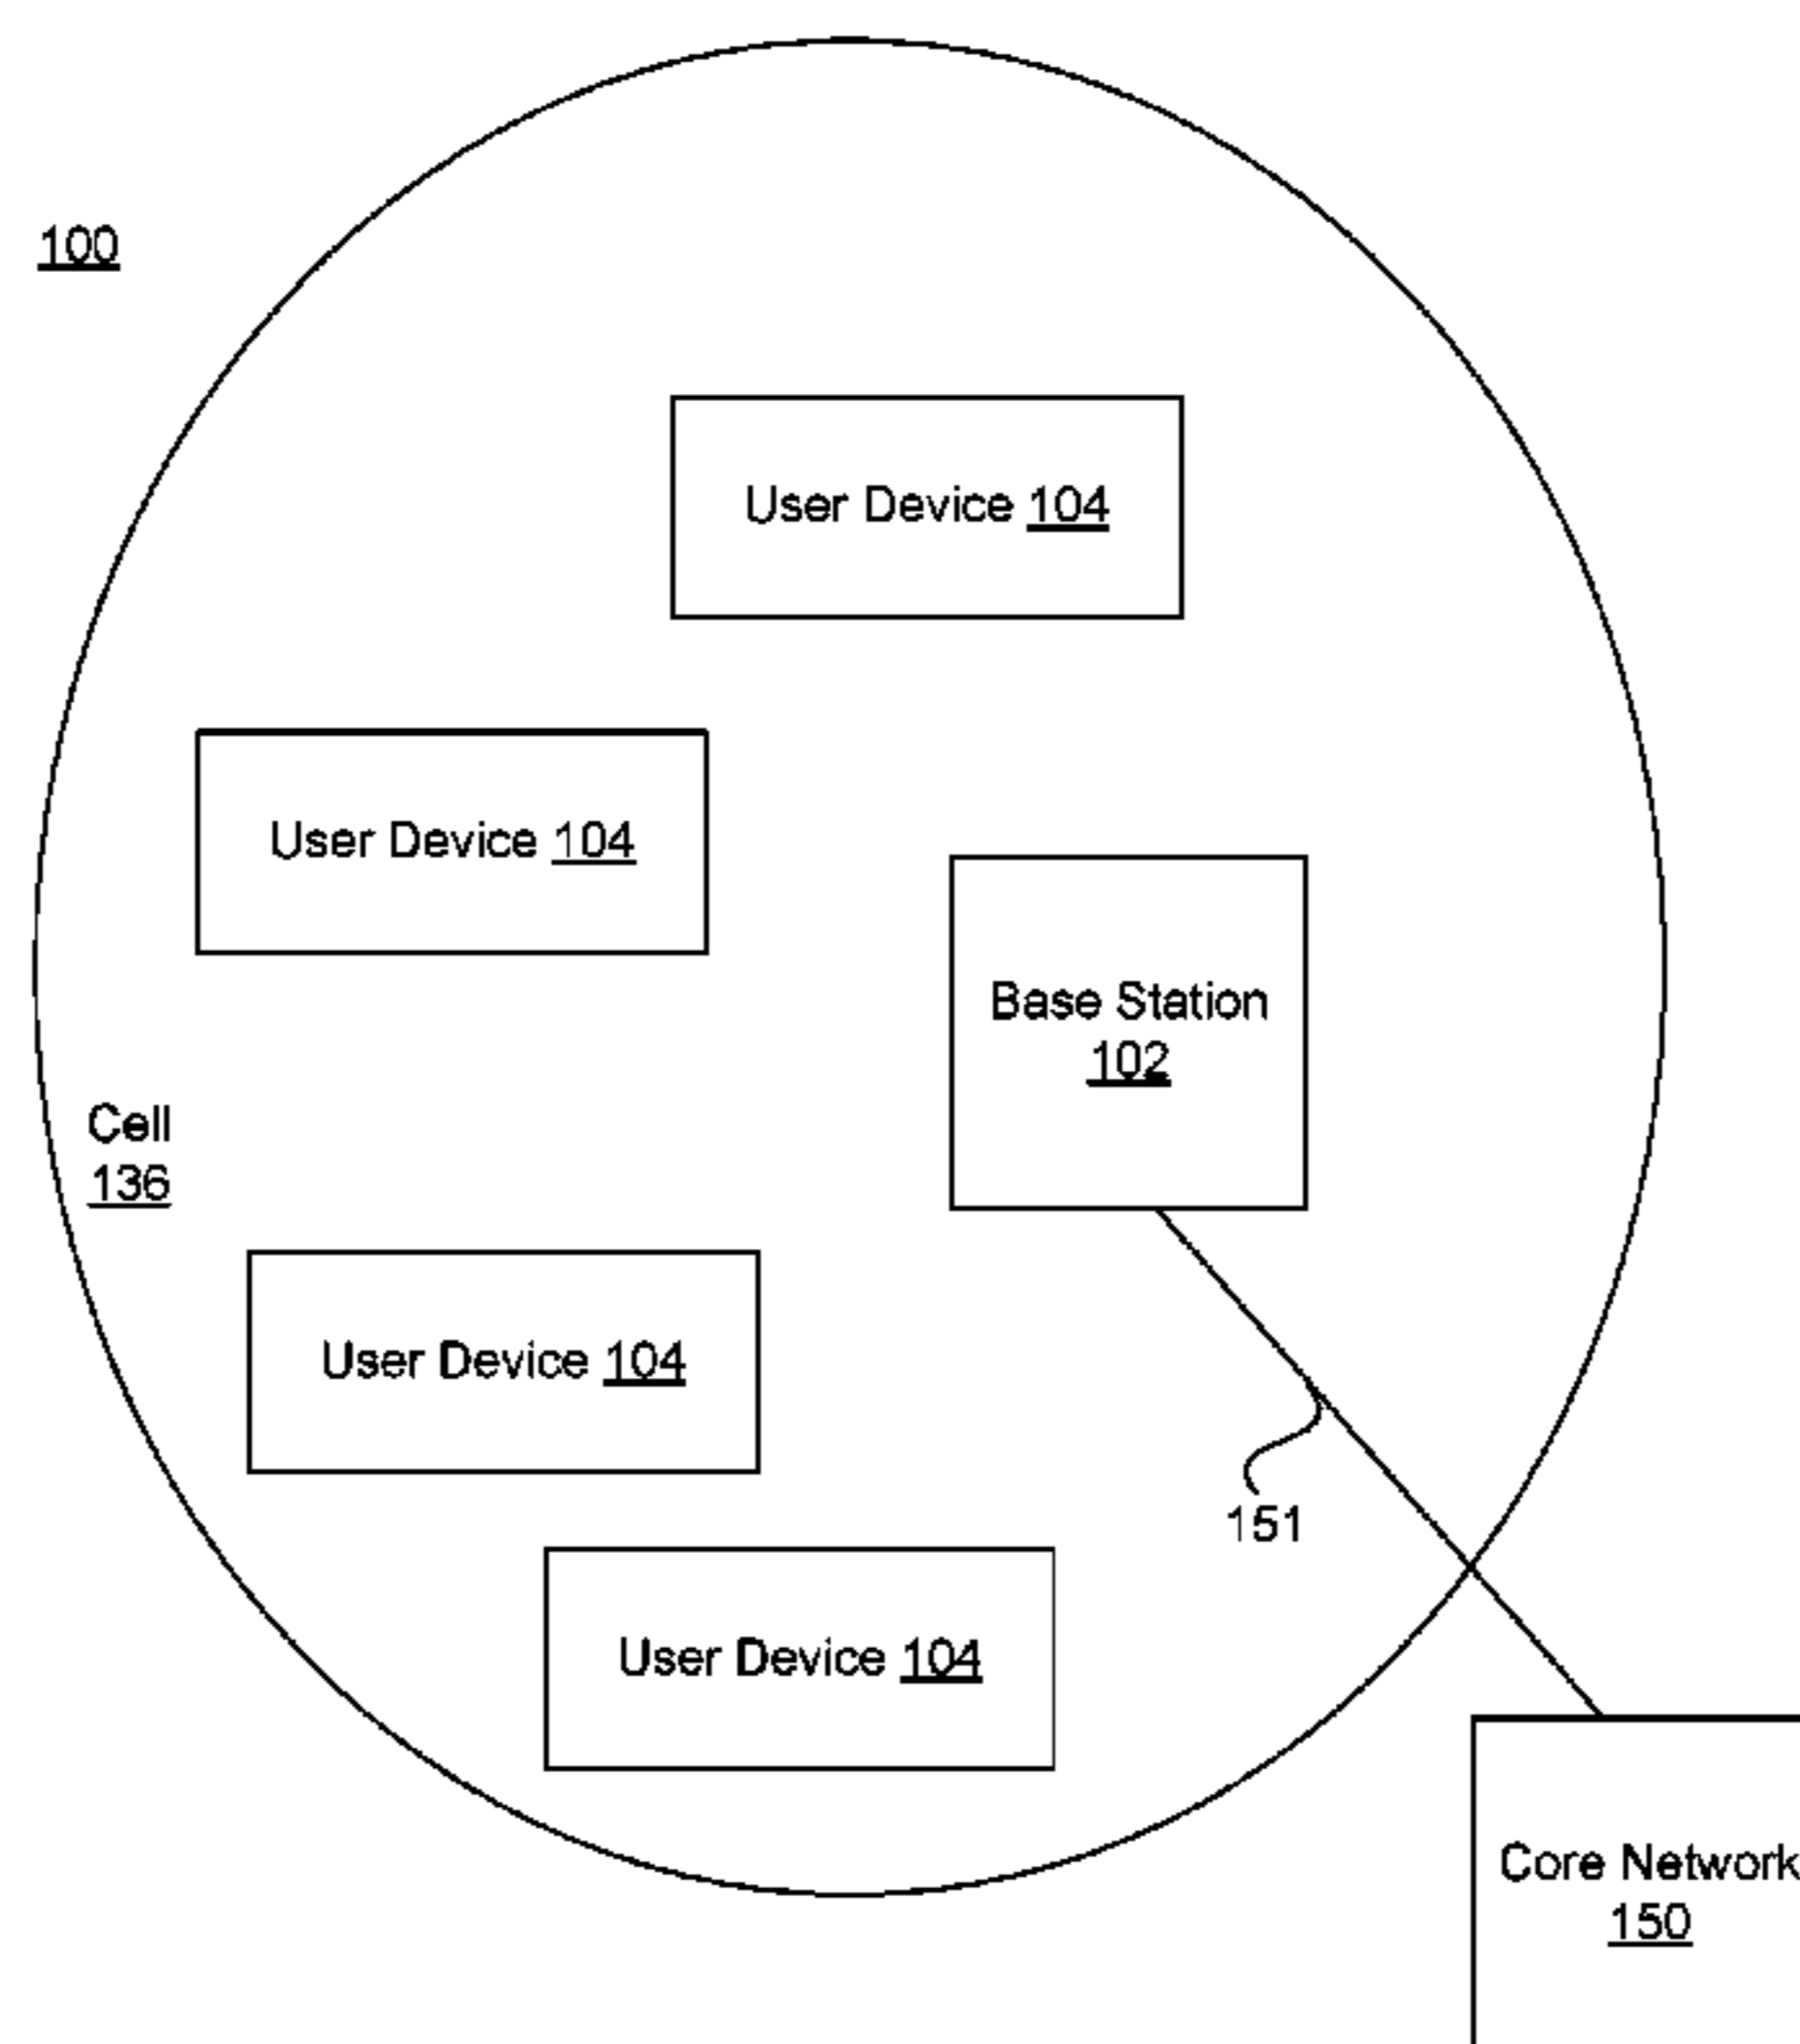 100
User Device 104
User Device 104
Base Station
102
Cell
136
User Device 104
151
User Device 104
Core Network
150